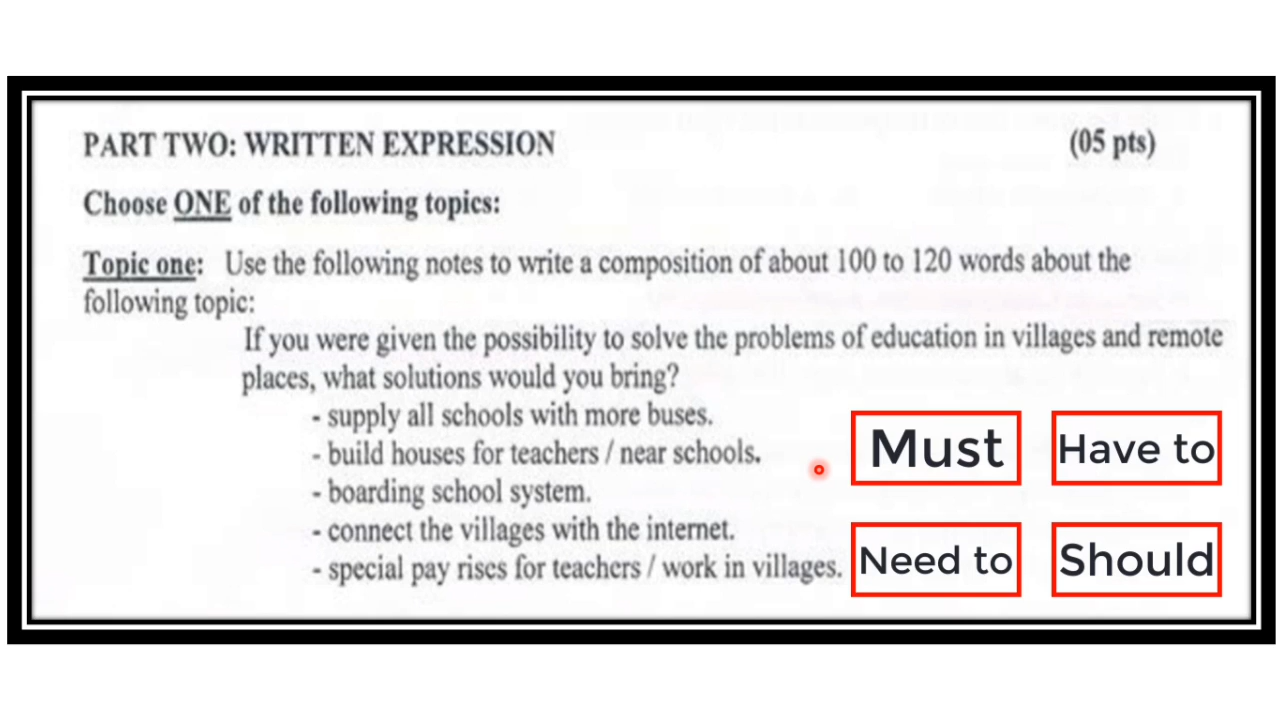 PART TWO: WRITTEN EXPRESSION (05 pts)
Choose ONE of the following topics:
Topic one: Use the following notes to write a composition of about 100 to 120 words about the
following topic:
If you were given the possibility to solve the problems of education in villages and remote
places, what solutions would you bring?
- supply all schools with more buses.
- build houses for teachers / near schools.
- boarding school system.
- connect the villages with the internet.
- special pay rises for teachers / work in villages.
Must Have to
Need to Should